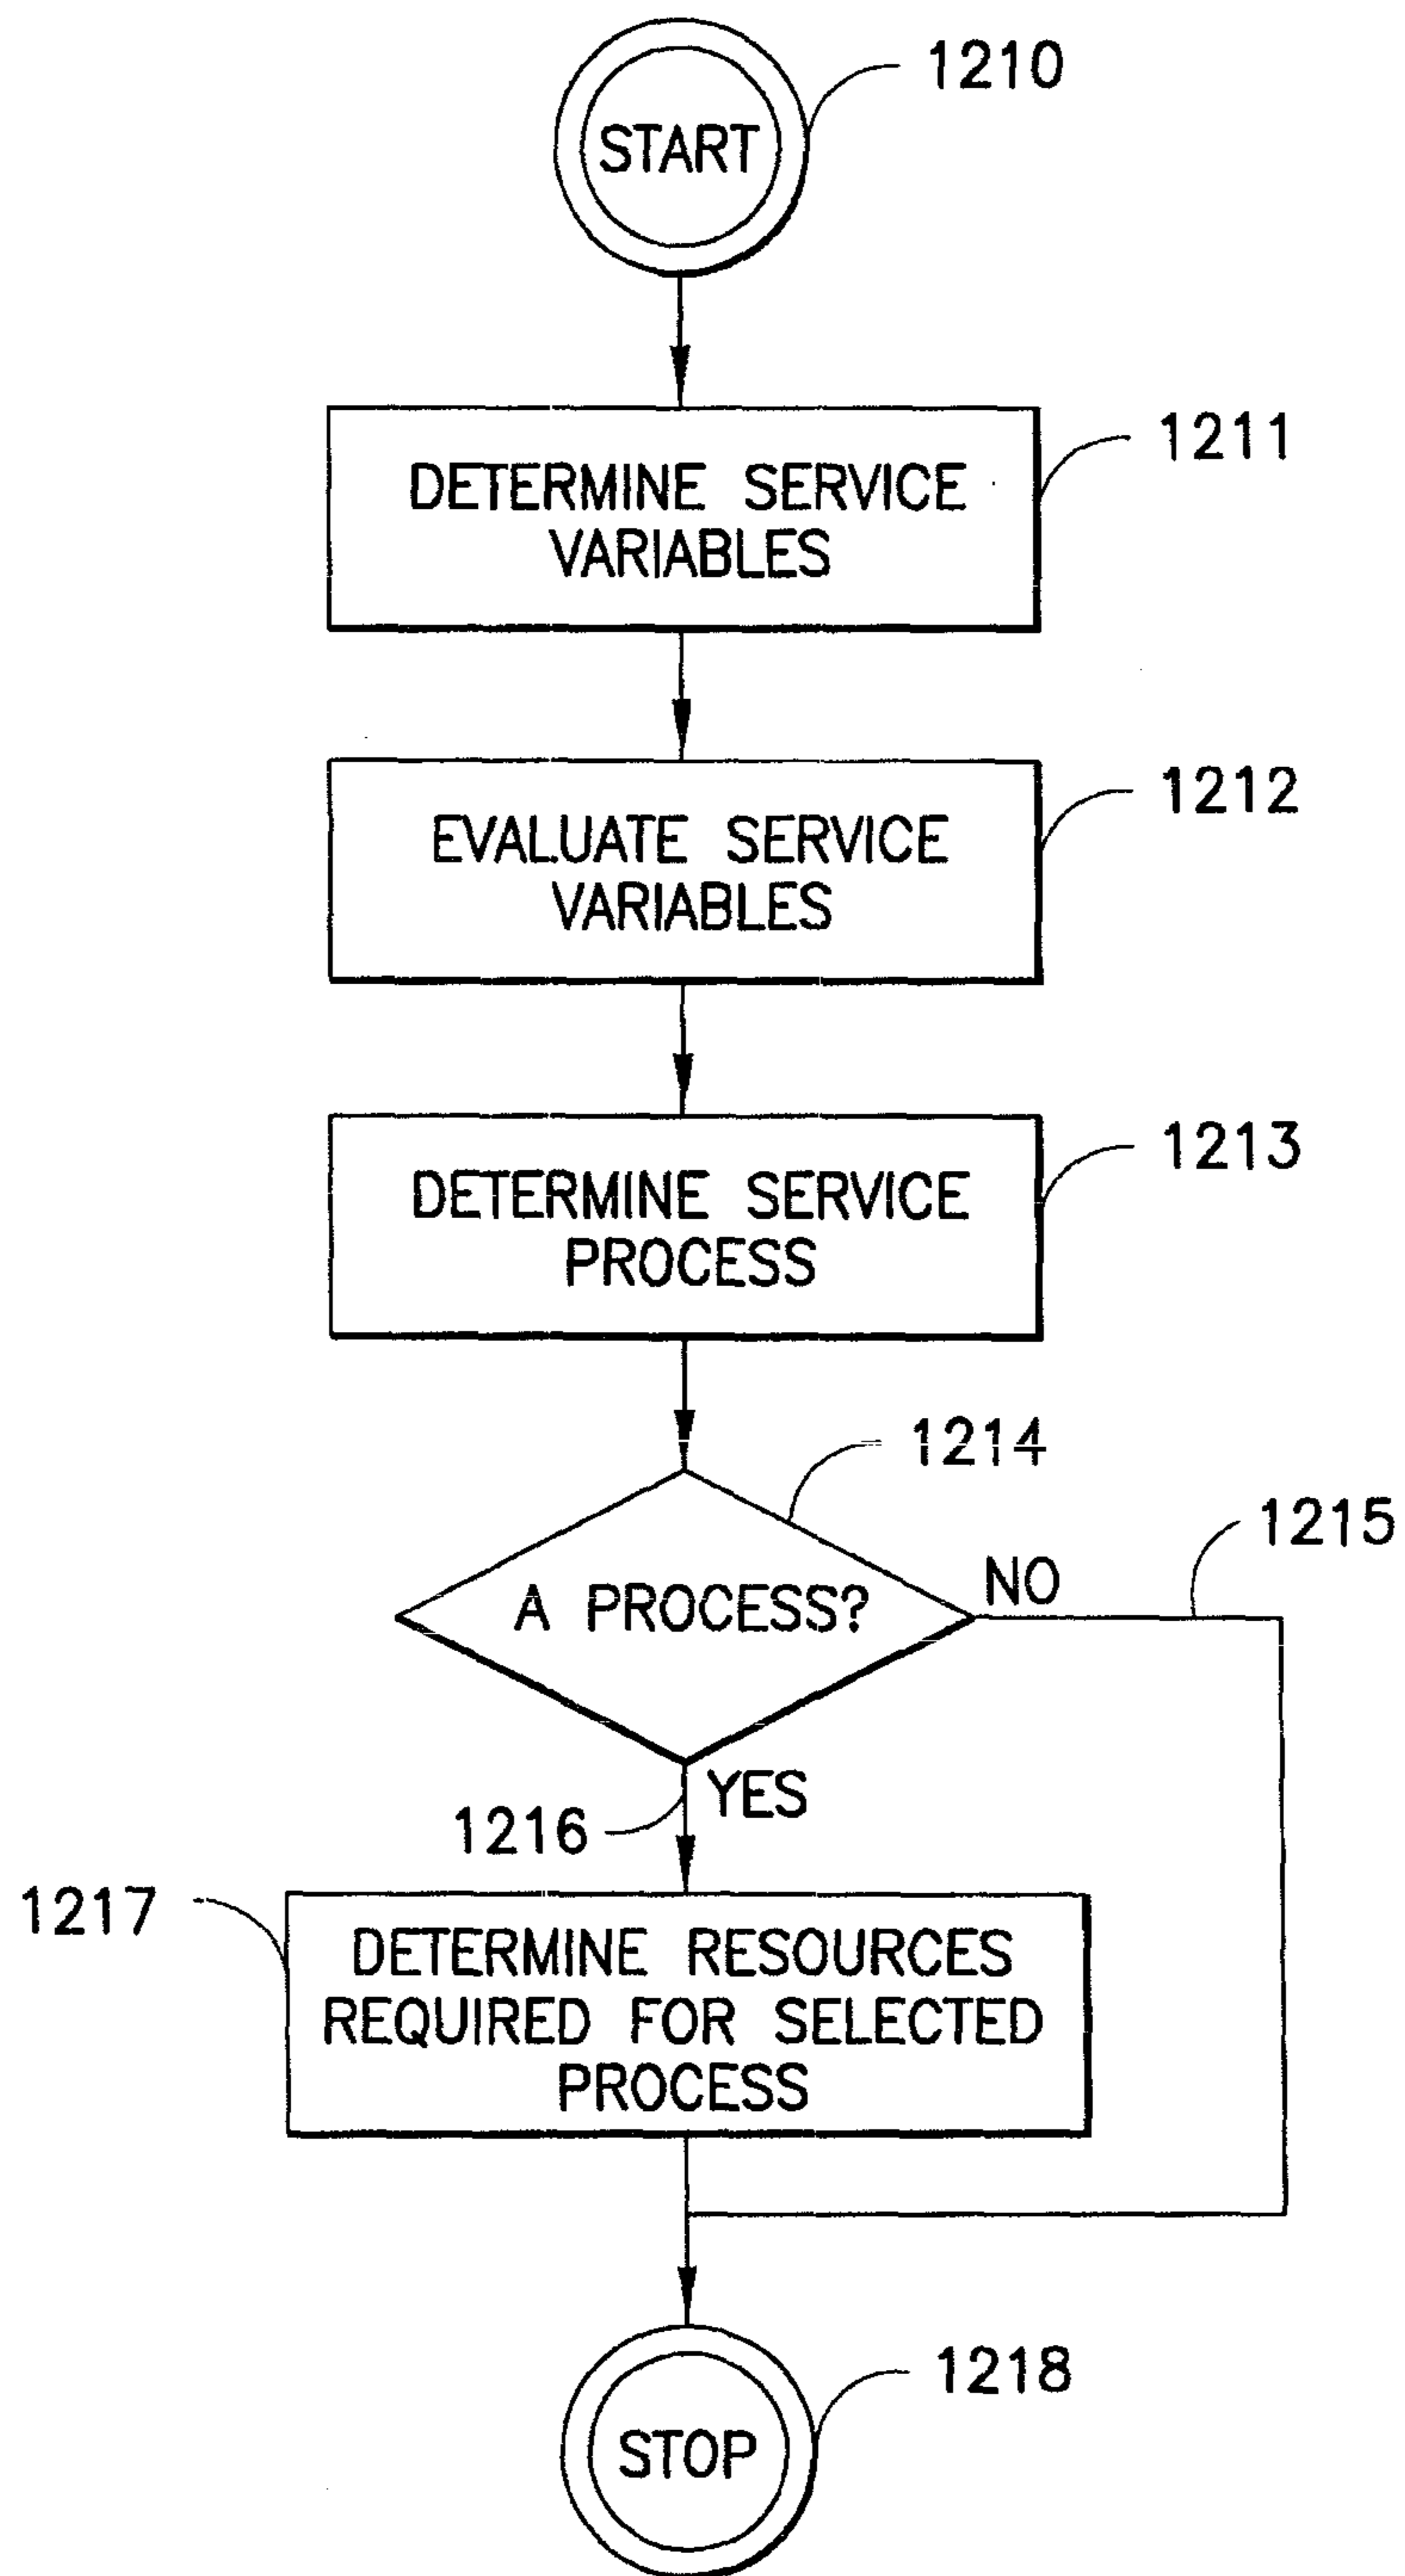 1210
START
1211
DETERMINE SERVICE
VARIABLES
1212
EVALUATE SERVICE
VARIABLES
1213
DETERMINE SERVICE
PROCESS
1214
1215
NO
A PROCESS?
YES
1216
1217
DETERMINE RESOURCES
REQUIRED FOR SELECTED
PROCESS
1218
STOP